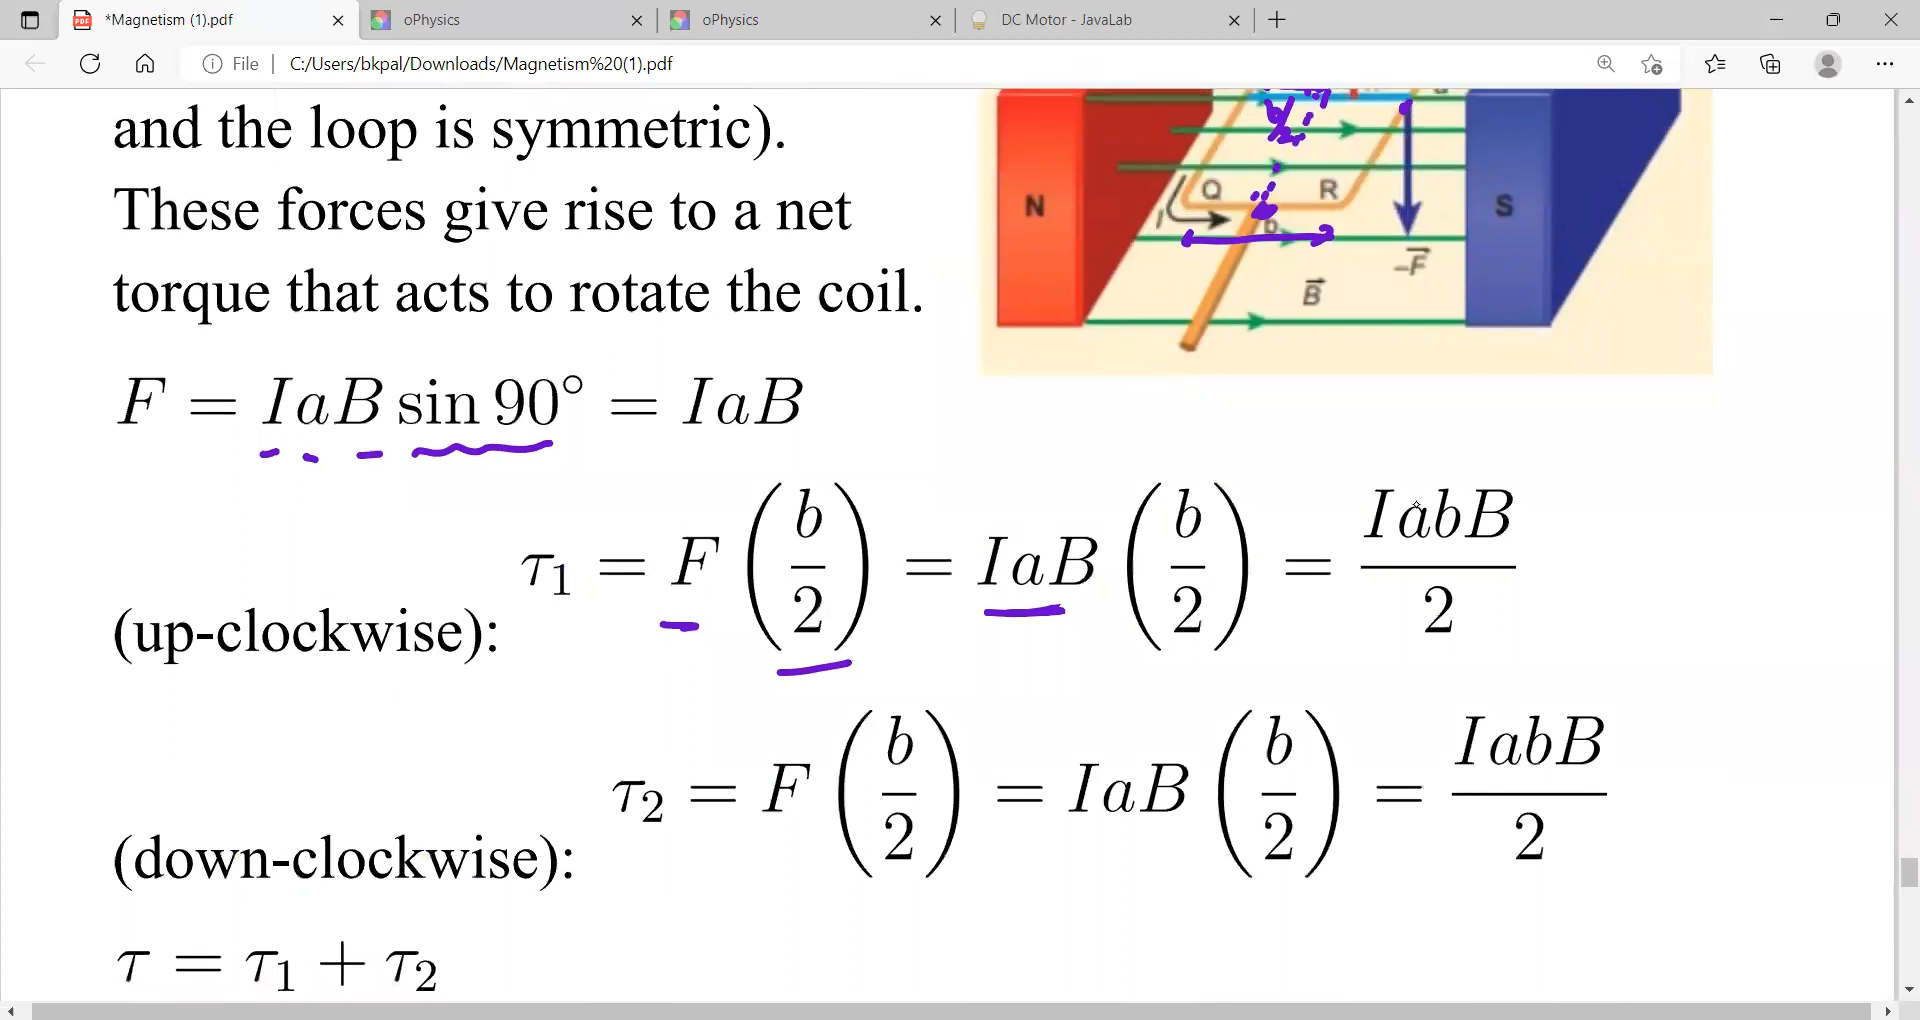 *Magnetism (1).pdf
oPhysics
oPhysics
DC Motor - JavaLab
File
C:/Users/bkpal/Downloads/Magnetism%20(1).pdf
and the loop is symmetric).
These forces give rise to a net
torque that acts to rotate the coil.
b/2
Q
R
N
S
I
b
-F⃗
B⃗
F = IaB sin 90° = IaB
(up-clockwise): τ₁ = F (b/2) = IaB (b/2) = IabB/2
(down-clockwise): τ₂ = F (b/2) = IaB (b/2) = IabB/2
τ = τ₁ + τ₂